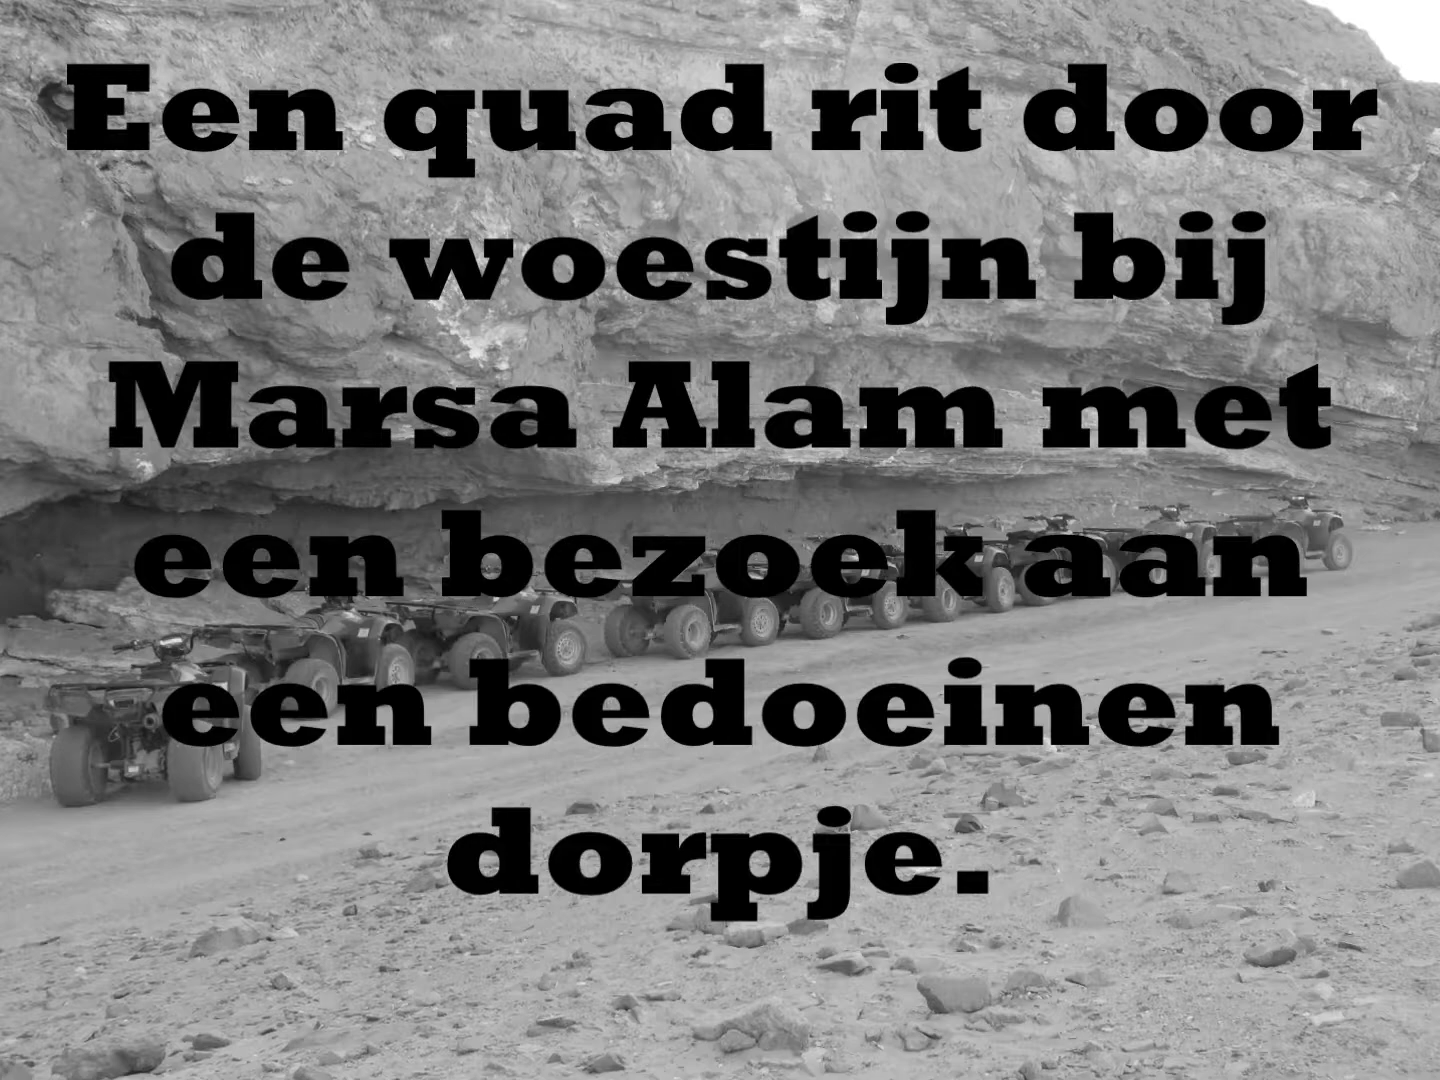 Een quad rit door
de woestijn bij
Marsa Alam met
een bezoek aan
een bedoeinen
dorpje.